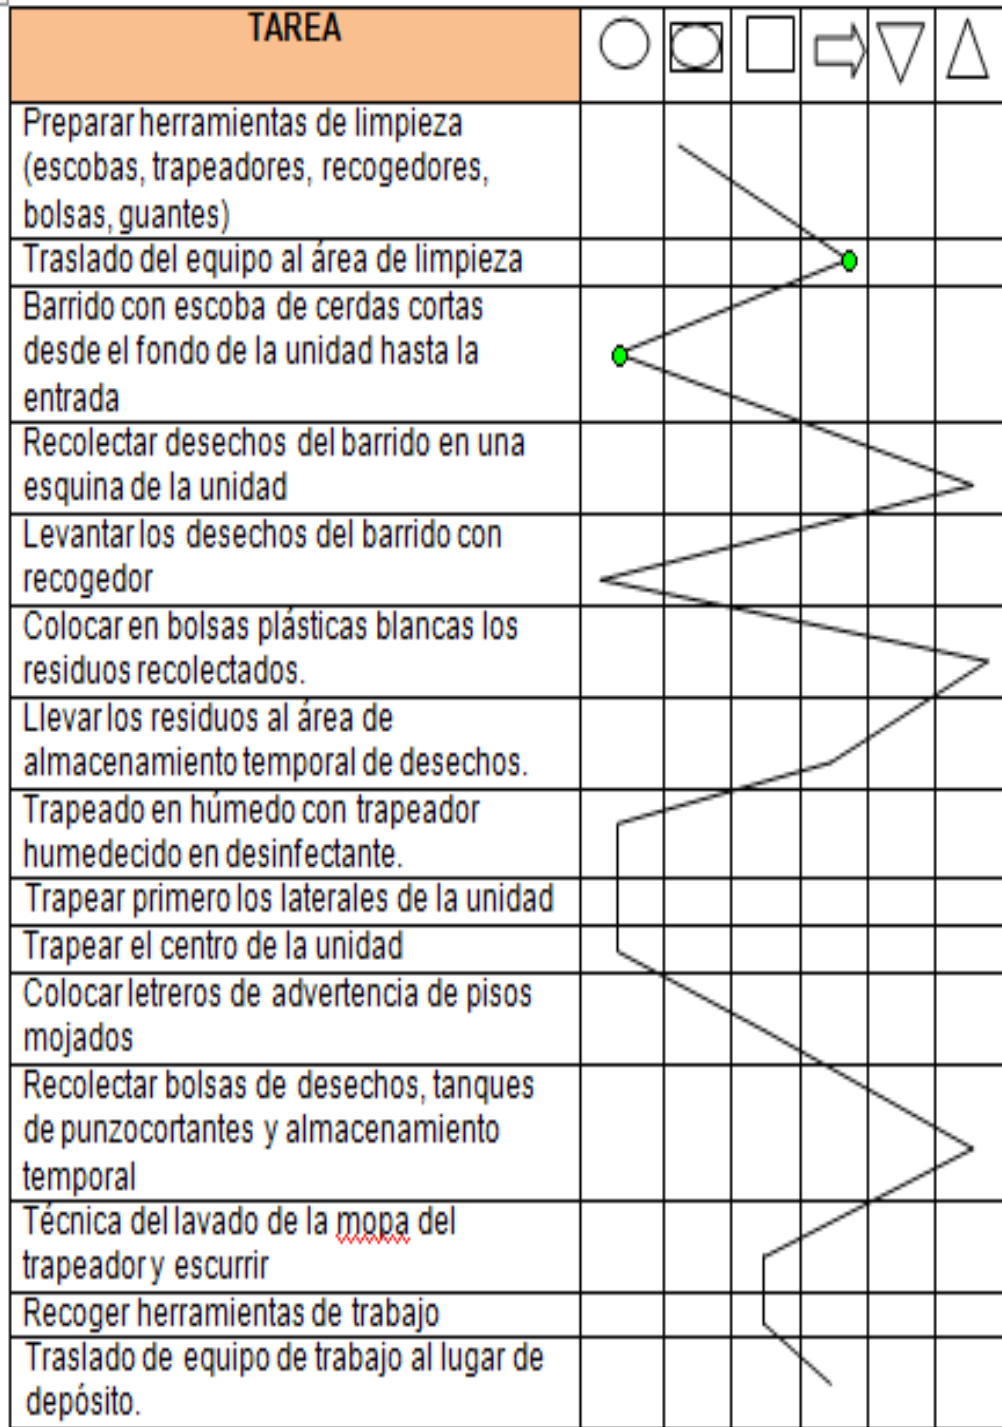 TAREA
Preparar herramientas de limpieza
(escobas, trapeadores, recogedores,
bolsas, guantes)
Traslado del equipo al área de limpieza
Barrido con escoba de cerdas cortas
desde el fondo de la unidad hasta la
entrada
Recolectar desechos del barrido en una
esquina de la unidad
Levantar los desechos del barrido con
recogedor
Colocar en bolsas plásticas blancas los
residuos recolectados.
Llevar los residuos al área de
almacenamiento temporal de desechos.
Trapeado en húmedo con trapeador
humedecido en desinfectante.
Trapear primero los laterales de la unidad
Trapear el centro de la unidad
Colocar letreros de advertencia de pisos
mojados
Recolectar bolsas de desechos, tanques
de punzocortantes y almacenamiento
temporal
Técnica del lavado de la mopa del
trapeador y escurrir
Recoger herramientas de trabajo
Traslado de equipo de trabajo al lugar de
depósito.